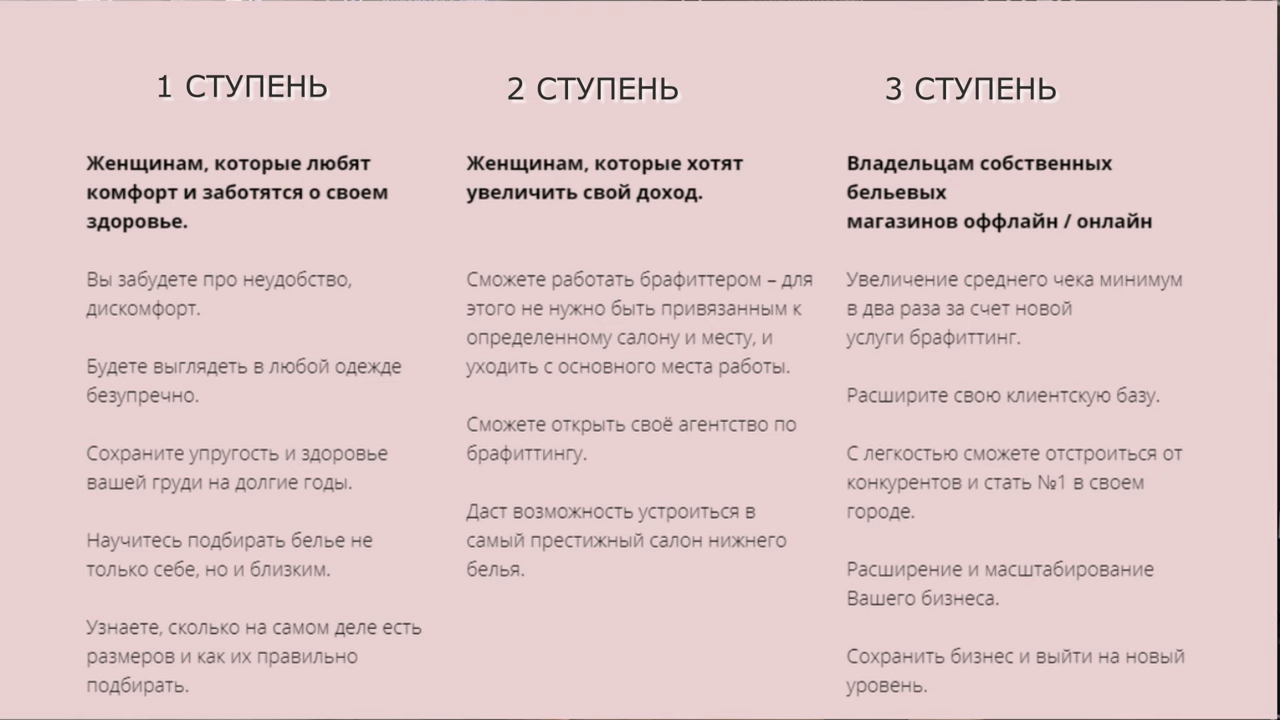 1 СТУПЕНЬ
Женщинам, которые любят
комфорт и заботятся о своем
здоровье.
Вы забудете про неудобство,
дискомфорт.
Будете выглядеть в любой одежде
безупречно.
Сохраните упругость и здоровье
вашей груди на долгие годы.
Научитесь подбирать белье не
только себе, но и близким.
Узнаете, сколько на самом деле есть
размеров и как их правильно
подбирать.
2 СТУПЕНЬ
Женщинам, которые хотят
увеличить свой доход.
Сможете работать брафиттером – для
этого не нужно быть привязанным к
определенному салону и месту, и
уходить с основного места работы.
Сможете открыть своё агентство по
брафиттингу.
Даст возможность устроиться в
самый престижный салон нижнего
белья.
3 СТУПЕНЬ
Владельцам собственных
бельевых
магазинов оффлайн / онлайн
Увеличение среднего чека минимум
в два раза за счет новой
услуги брафиттинг.
Расширите свою клиентскую базу.
С легкостью сможете отстроиться от
конкурентов и стать №1 в своем
городе.
Расширение и масштабирование
Вашего бизнеса.
Сохранить бизнес и выйти на новый
уровень.